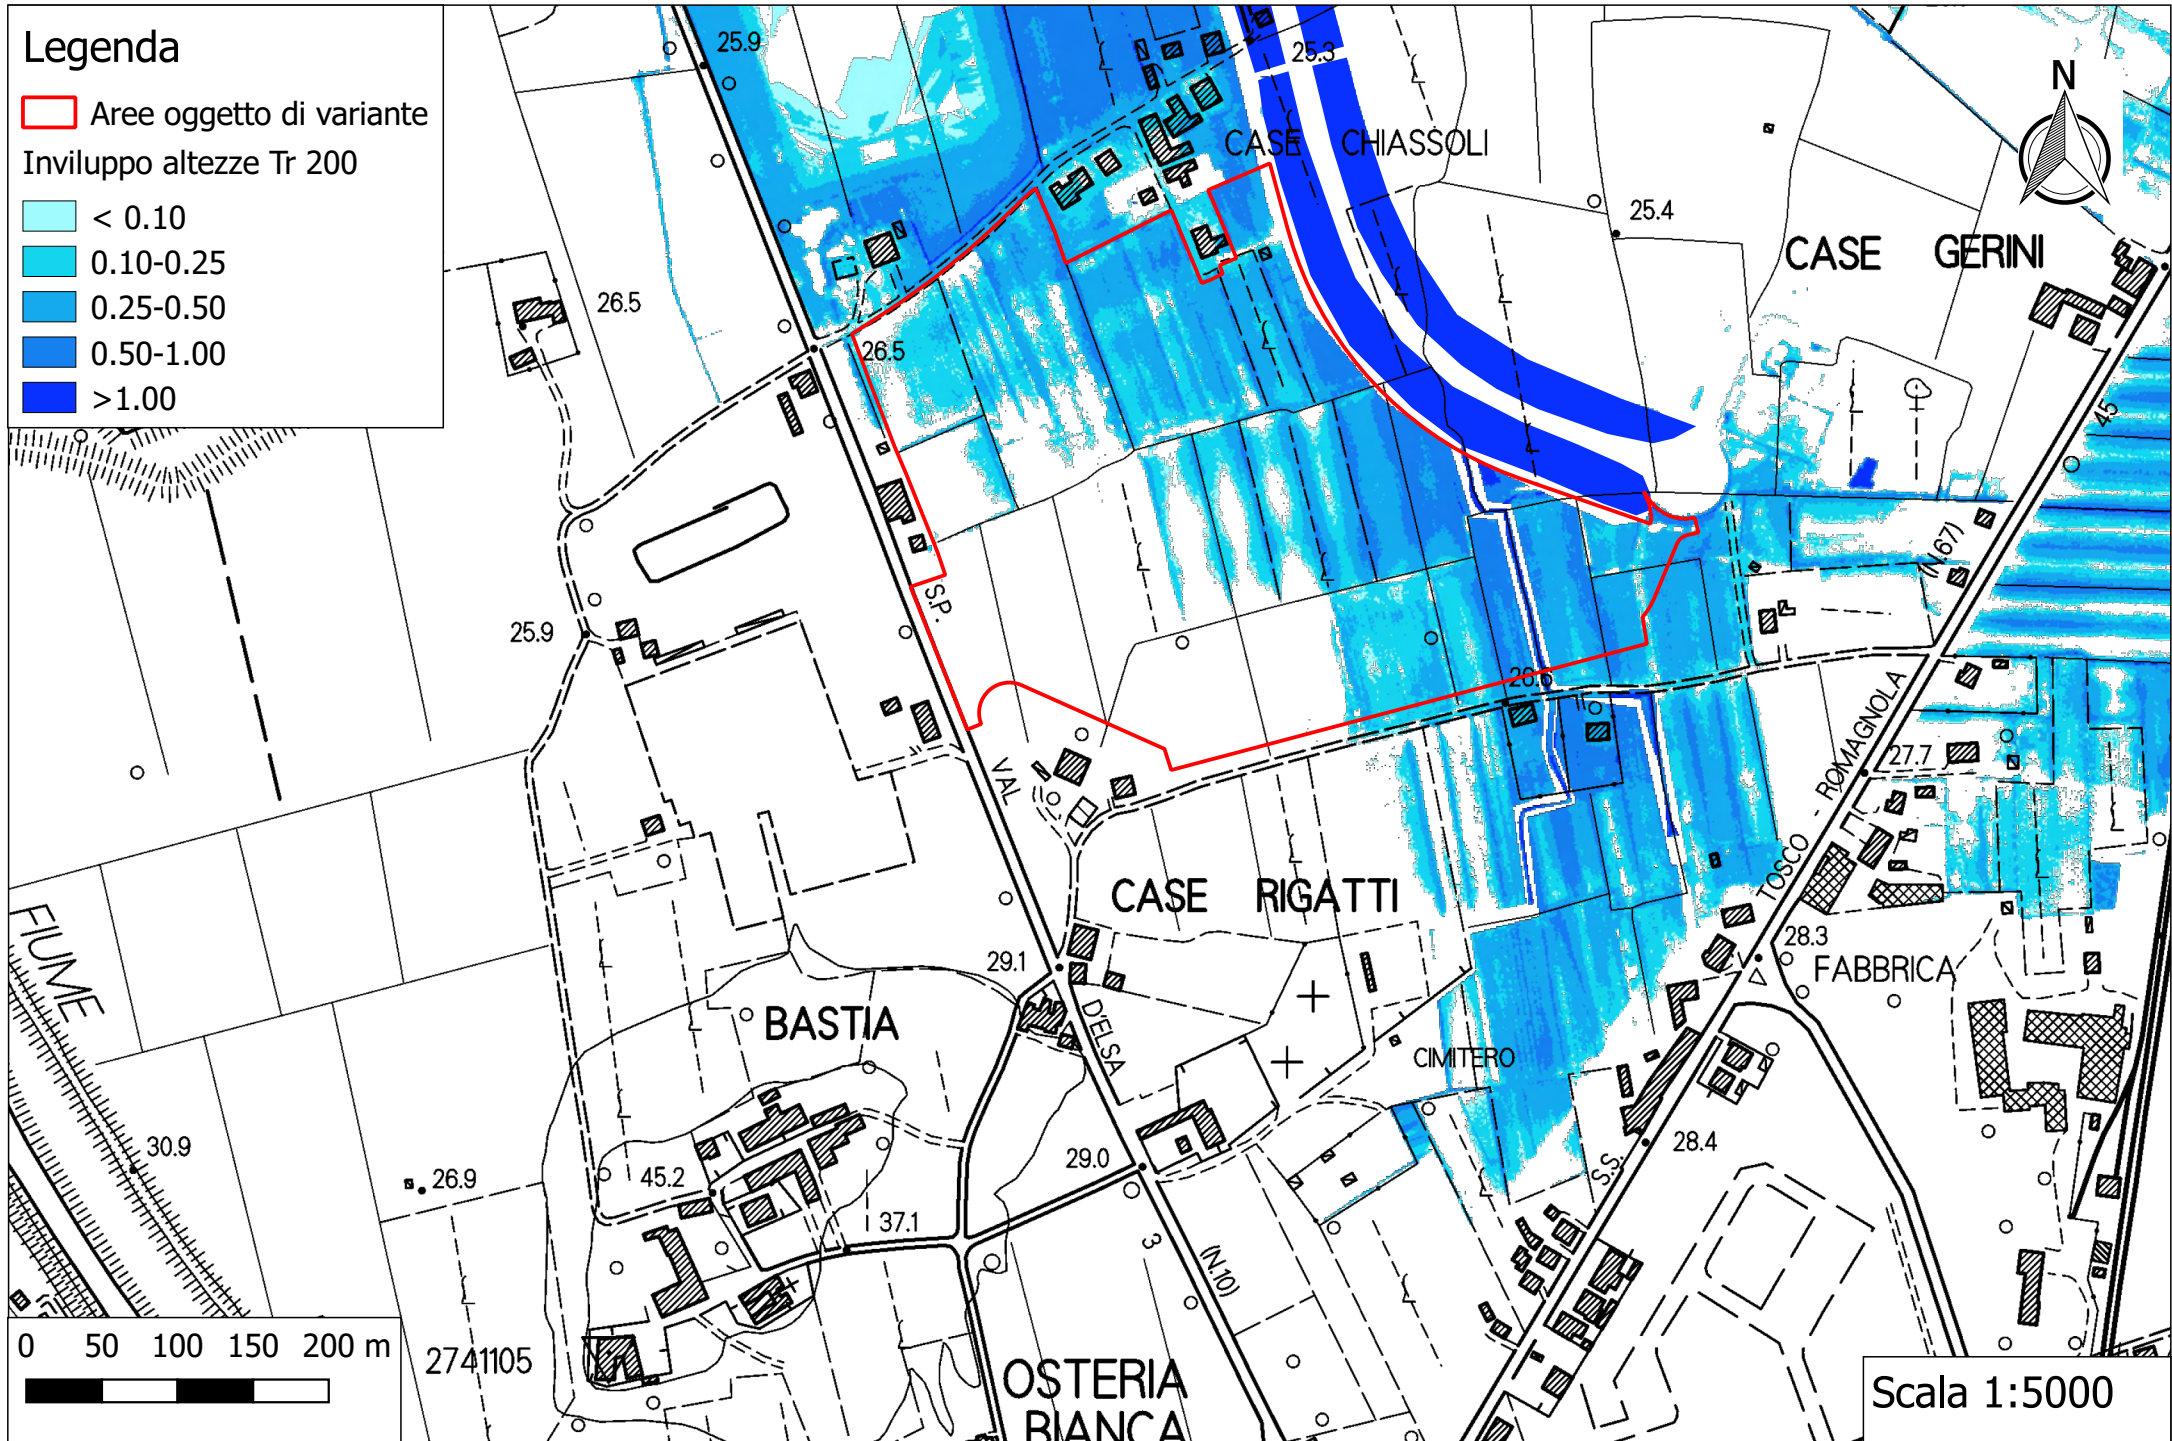 Legenda
Aree oggetto di variante
Inviluppo altezze Tr 200
< 0.10
0.10-0.25
0.25-0.50
0.50-1.00
>1.00
N
25.9
25.3
CASE CHIASSOLI
25.4
CASE GERINI
26.5
26.5
45
(N.67)
S.P.
25.9
26.6
ROMAGNOLA
27.7
VAL
TOSCO -
CASE RIGATTI
28.3
FABBRICA
FIUME
29.1
BASTIA
D'ELSA
CIMITERO
30.9
26.9
45.2
29.0
S.S.
28.4
37.1
3
(N.10)
2741105
OSTERIA
BIANCA
0 50 100 150 200 m
Scala 1:5000